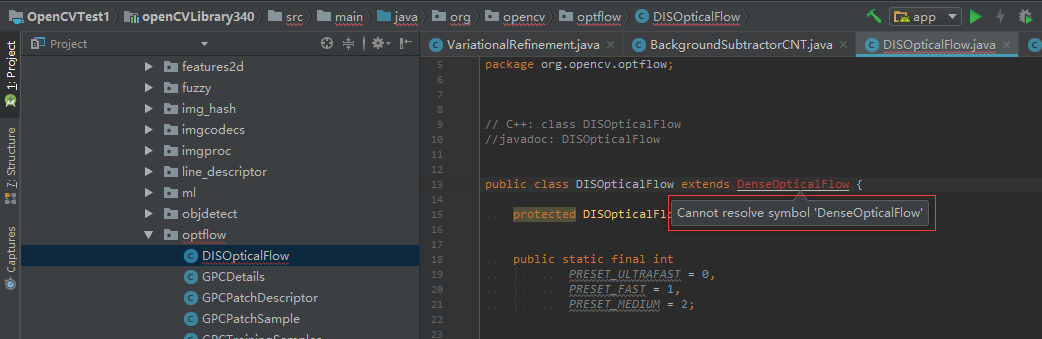 OpenCVTest1 openCVLibrary340 src main java org opencv optflow DISOpticalFlow app
Project
VariationalRefinement.java BackgroundSubtractorCNT.java DISOpticalFlow.java
1: Project
7: Structure
Captures
features2d
fuzzy
img_hash
imgcodecs
imgproc
line_descriptor
ml
objdetect
optflow
DISOpticalFlow
GPCDetails
GPCPatchDescriptor
GPCPatchSample
GPCTrainingSamples
5 package org.opencv.optflow;
6
7
8
9 // C++: class DISOpticalFlow
10 //javadoc: DISOpticalFlow
11
12
13 public class DISOpticalFlow extends DenseOpticalFlow {
14
Cannot resolve symbol 'DenseOpticalFlow'
15 protected DISOpticalFl
16
17
18 public static final int
19 PRESET_ULTRAFAST = 0,
20 PRESET_FAST = 1,
21 PRESET_MEDIUM = 2;
22
23